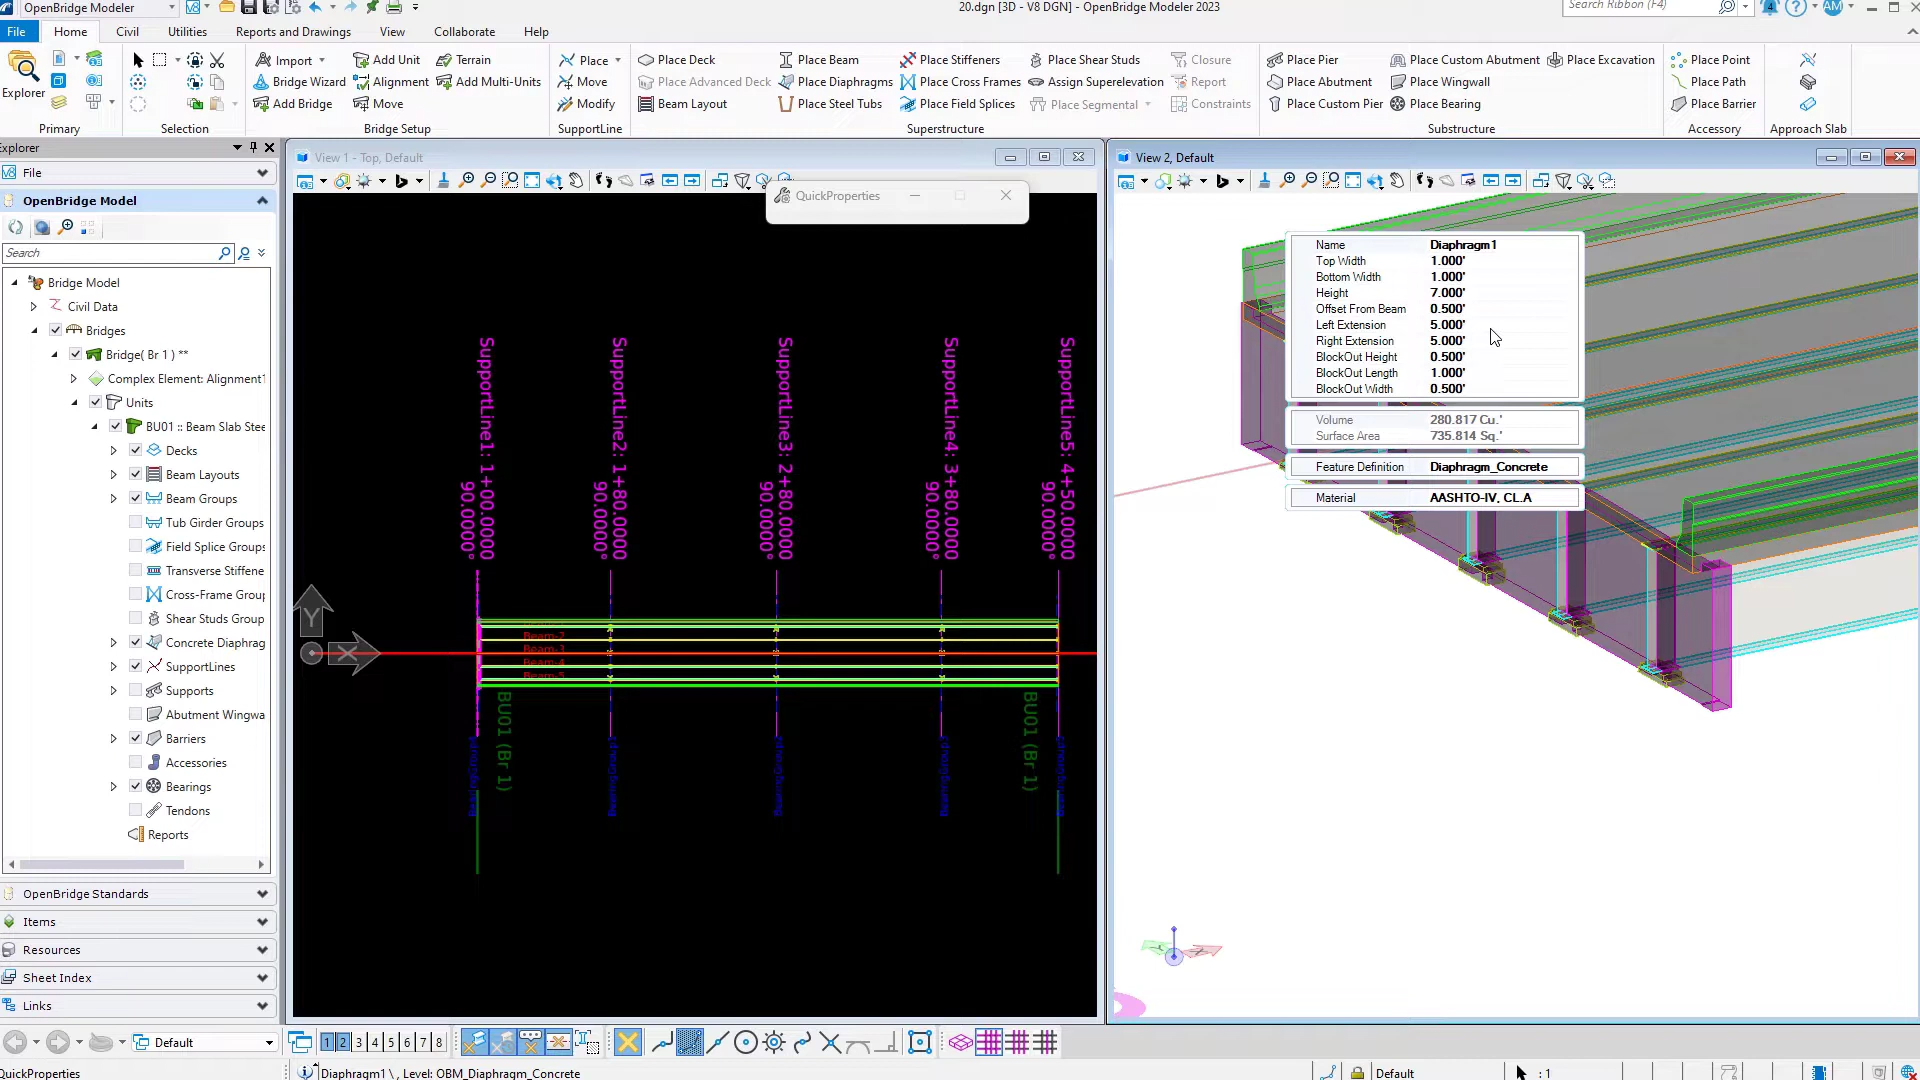 OpenBridge Modeler
20.dgn [3D - V8 DGN] - OpenBridge Modeler 2023
Search Ribbon (F4)
4
AM
File
Home
Civil
Utilities
Reports and Drawings
View
Collaborate
Help
Explorer
Primary
Selection
Import
Add Unit
Terrain
Bridge Wizard
Alignment
Add Multi-Units
Add Bridge
Move
Bridge Setup
Place
Move
Modify
SupportLine
Place Deck
Place Beam
Place Stiffeners
Place Shear Studs
Closure
Place Advanced Deck
Place Diaphragms
Place Cross Frames
Assign Superelevation
Report
Beam Layout
Place Steel Tubs
Place Field Splices
Place Segmental
Constraints
Superstructure
Place Pier
Place Custom Abutment
Place Excavation
Place Abutment
Place Wingwall
Place Custom Pier
Place Bearing
Substructure
Place Point
Place Path
Place Barrier
Accessory
Approach Slab
Explorer
File
OpenBridge Model
Search
Bridge Model
Civil Data
Bridges
Bridge( Br 1 ) **
Complex Element: Alignment1
Units
BU01 :: Beam Slab Stee
Decks
Beam Layouts
Beam Groups
Tub Girder Groups
Field Splice Groups
Transverse Stiffene
Cross-Frame Group
Shear Studs Group
Concrete Diaphrag
SupportLines
Supports
Abutment Wingwa
Barriers
Accessories
Bearings
Tendons
Reports
OpenBridge Standards
Items
Resources
Sheet Index
Links
View 1 - Top, Default
QuickProperties
SupportLine1: 1+00.0000
90.0000°
SupportLine2: 1+80.0000
90.0000°
SupportLine3: 2+80.0000
90.0000°
SupportLine4: 3+80.0000
90.0000°
SupportLine5: 4+50.0000
90.0000°
Y
X
Beam-2
Beam-3
Beam-4
Beam-5
BU01 (Br 1)
BU01 (Br 1)
View 2, Default
Name Diaphragm1
Top Width 1.000'
Bottom Width 1.000'
Height 7.000'
Offset From Beam 0.500'
Left Extension 5.000'
Right Extension 5.000'
BlockOut Height 0.500'
BlockOut Length 1.000'
BlockOut Width 0.500'
Volume 280.817 Cu.'
Surface Area 735.814 Sq.'
Feature Definition Diaphragm_Concrete
Material AASHTO-IV, CL.A
Default
1 2 3 4 5 6 7 8
QuickProperties
Diaphragm1 \ , Level: OBM_Diaphragm_Concrete
Default
: 1